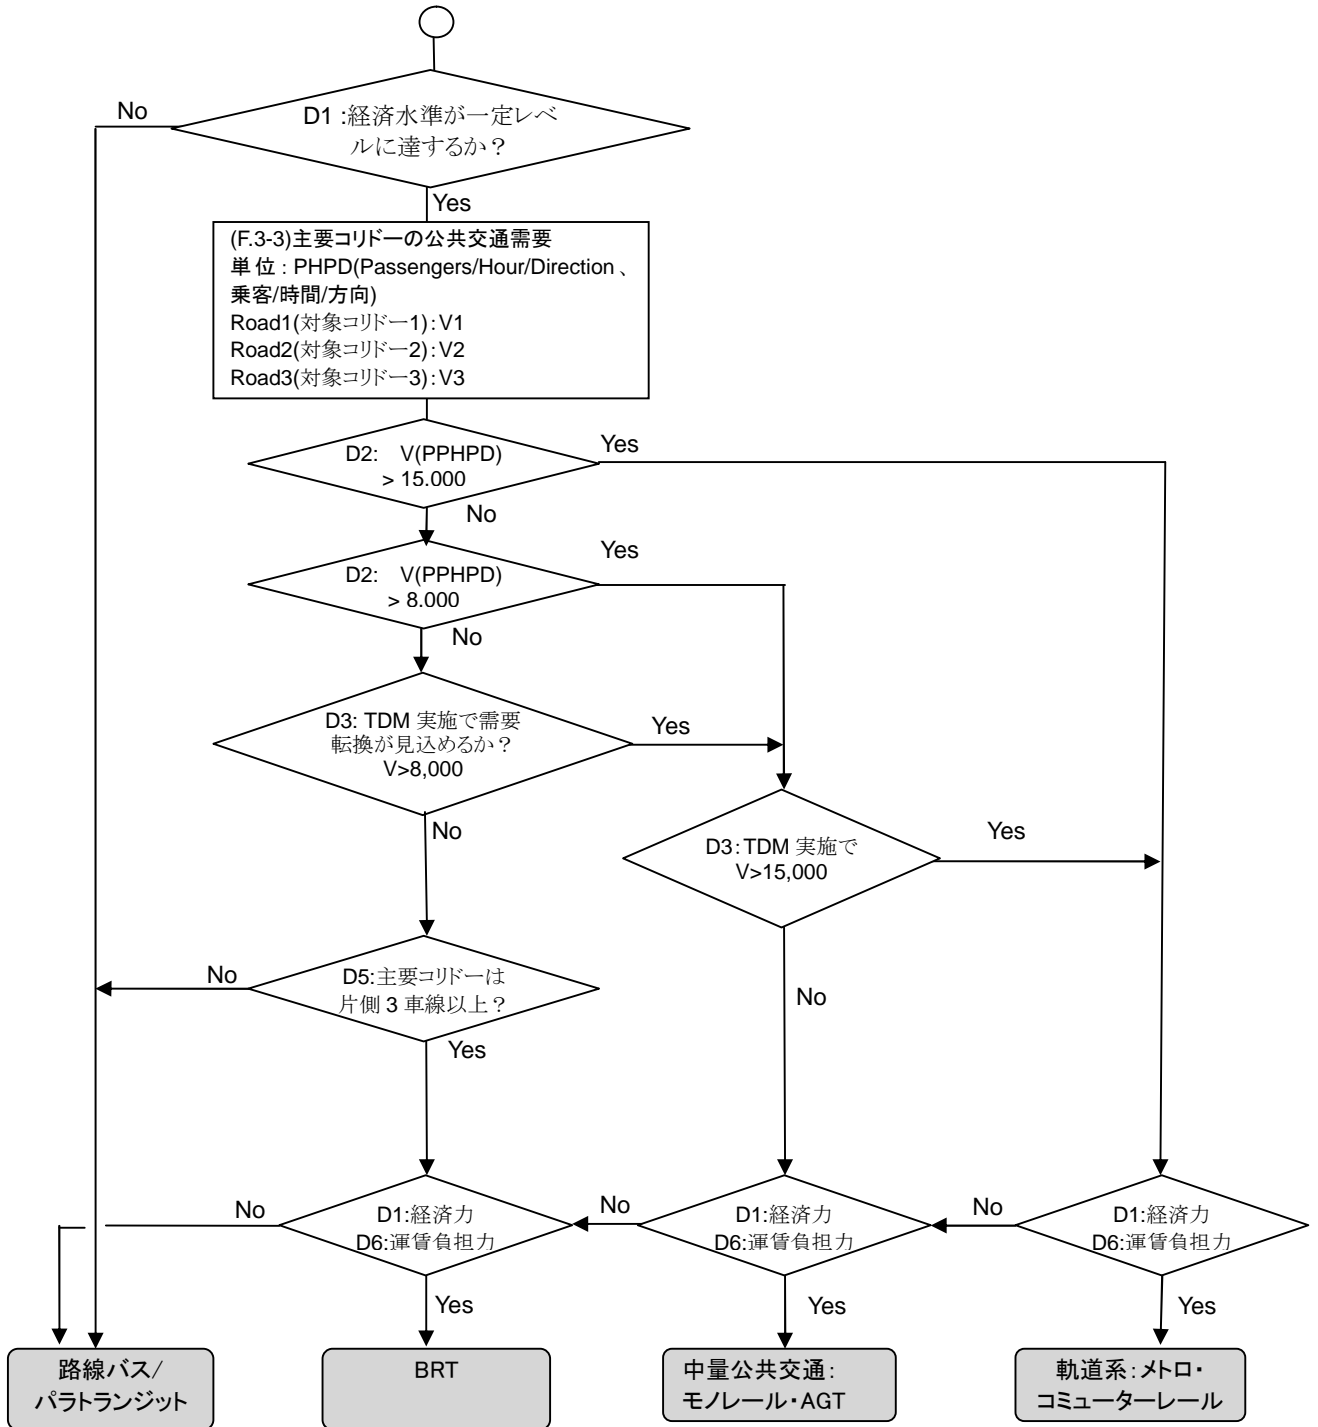 No
D1 :経済水準が一定レベ
ルに達するか?
Yes
(F.3-3)主要コリドーの公共交通需要
単位:PHPD(Passengers/Hour/Direction、
乗客/時間/方向)
Road1(対象コリドー1):V1
Road2(対象コリドー2):V2
Road3(対象コリドー3):V3
D2: V(PPHPD)
> 15.000
Yes
No
D2: V(PPHPD)
> 8.000
Yes
No
D3: TDM 実施で需要
転換が見込めるか?
V>8,000
Yes
No
D3:TDM 実施で
V>15,000
Yes
No
D5:主要コリドーは
片側 3 車線以上?
No
Yes
No
D1:経済力
D6:運賃負担力
No
D1:経済力
D6:運賃負担力
No
D1:経済力
D6:運賃負担力
Yes
Yes
Yes
路線バス/
パラトランジット
BRT
中量公共交通:
モノレール・AGT
軌道系:メトロ・
コミューターレール